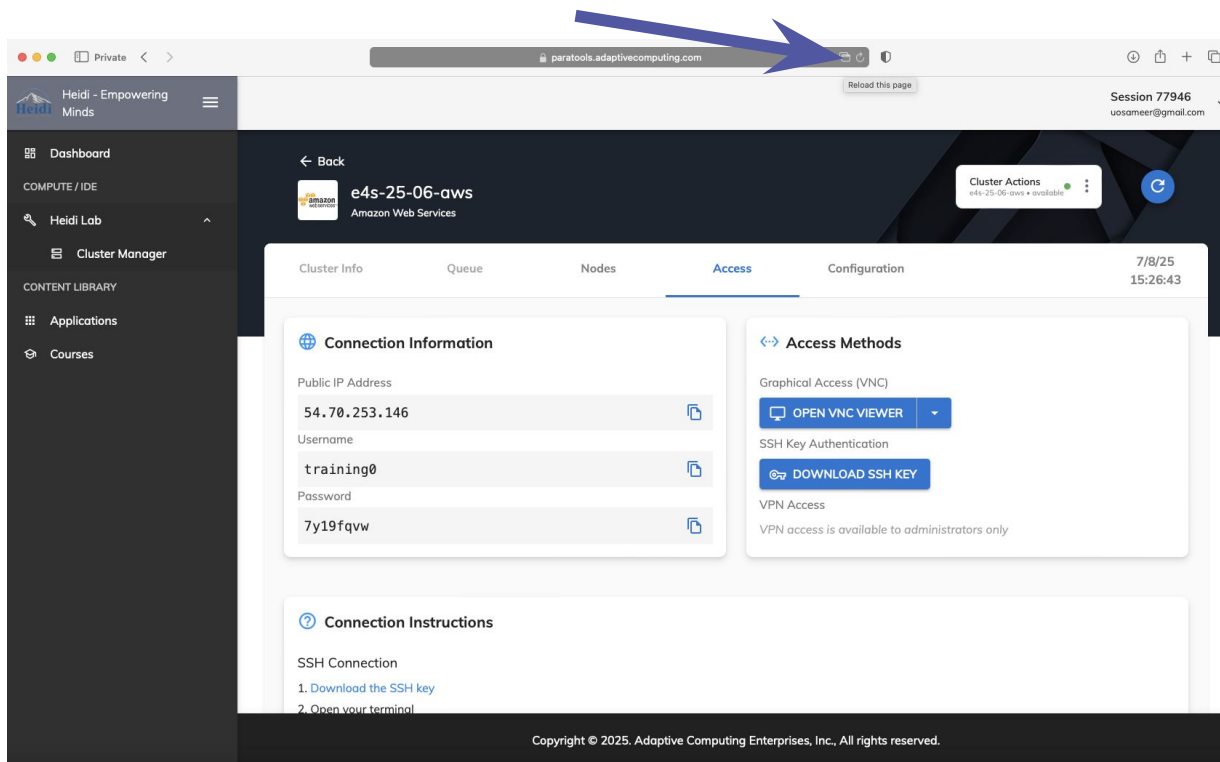 Private
paratools.adaptivecomputing.com
Reload this page
Heidi
Heidi - Empowering
Minds
Session 77946
uosameer@gmail.com
Dashboard
COMPUTE / IDE
Heidi Lab
Cluster Manager
CONTENT LIBRARY
Applications
Courses
← Back
amazon
web services
e4s-25-06-aws
Amazon Web Services
Cluster Actions
e4s-25-06-aws • available
Cluster Info
Queue
Nodes
Access
Configuration
7/8/25
15:26:43
Connection Information
Public IP Address
54.70.253.146
Username
training0
Password
7y19fqvw
Access Methods
Graphical Access (VNC)
OPEN VNC VIEWER
SSH Key Authentication
DOWNLOAD SSH KEY
VPN Access
VPN access is available to administrators only
Connection Instructions
SSH Connection
1. Download the SSH key
2. Open your terminal
Copyright © 2025. Adaptive Computing Enterprises, Inc., All rights reserved.